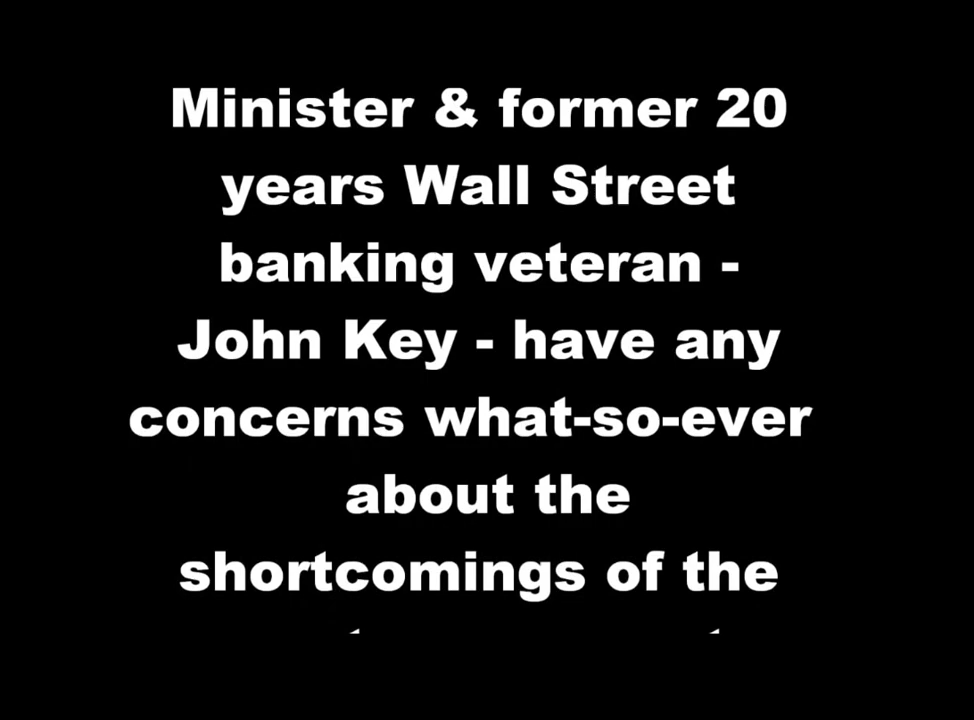 Minister & former 20
years Wall Street
banking veteran -
John Key - have any
concerns what-so-ever
about the
shortcomings of the